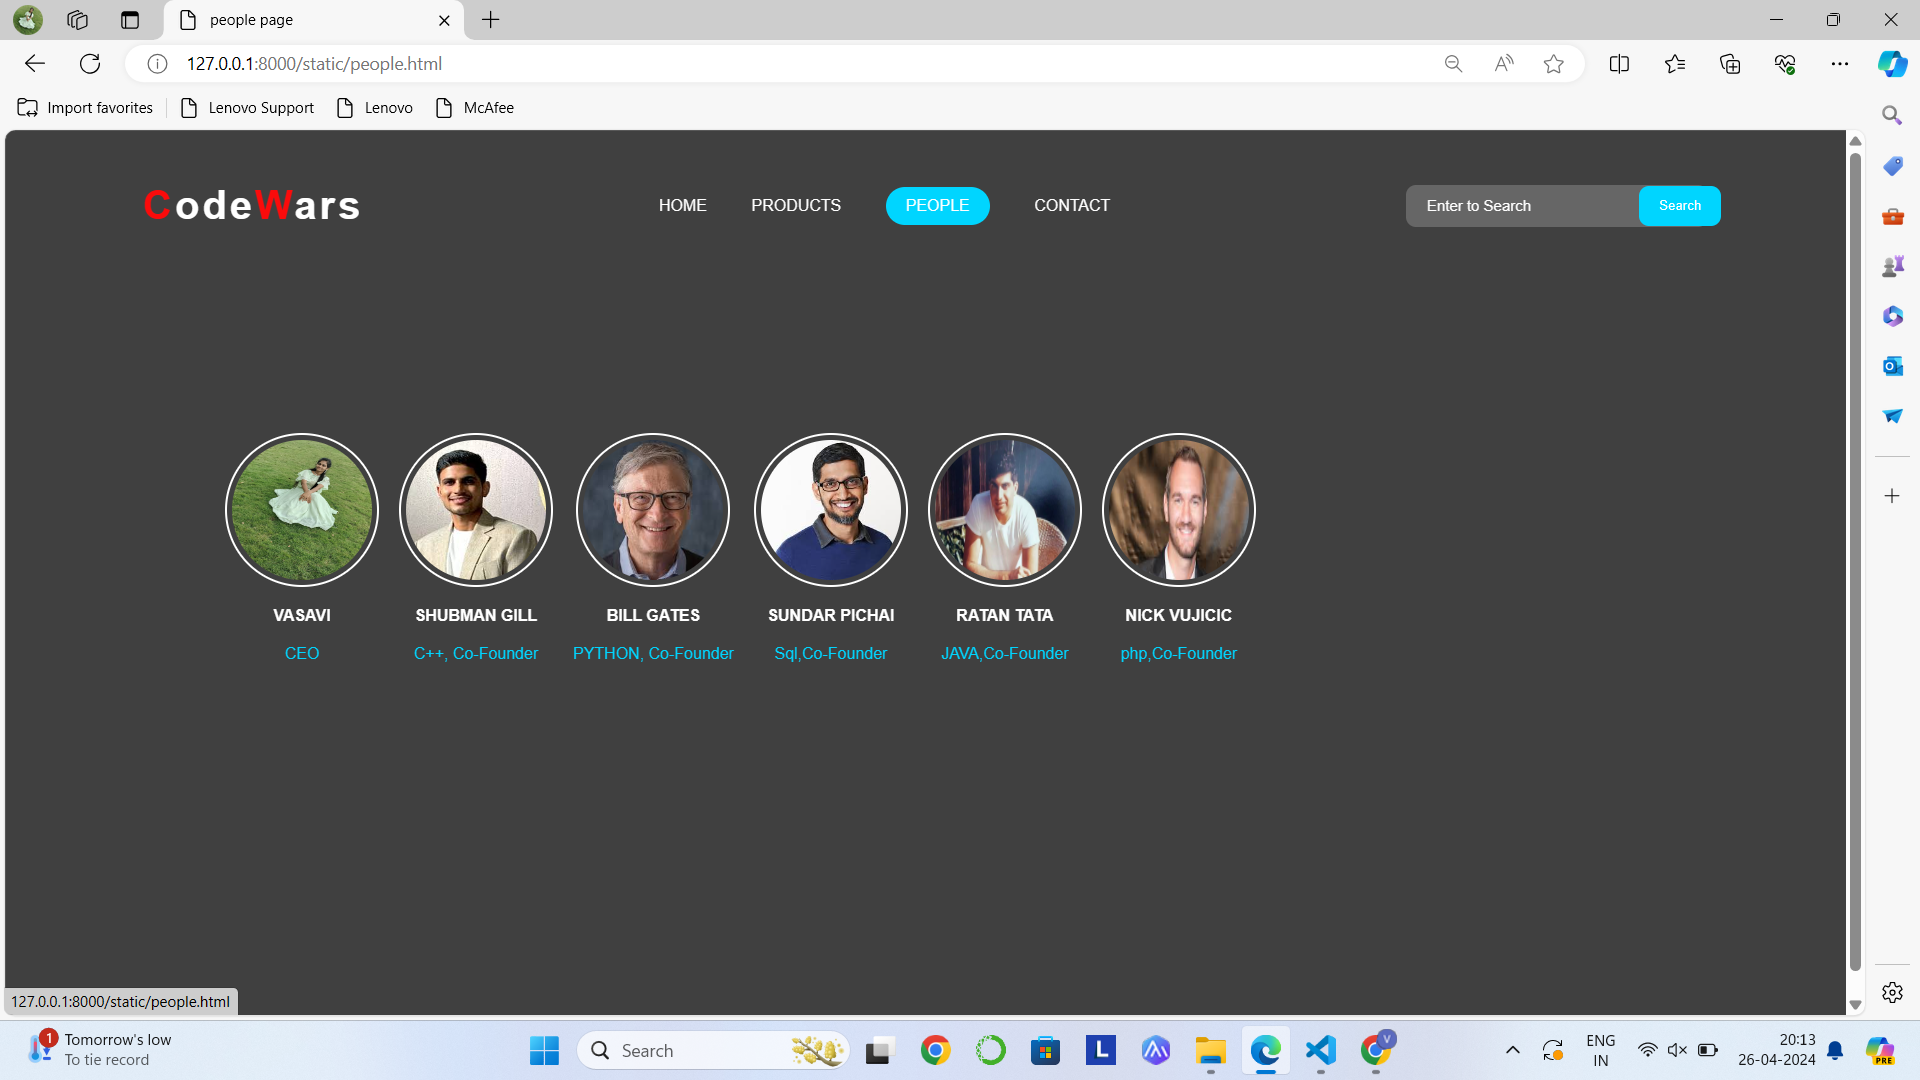 people page
127.0.0.1:8000/static/people.html
Import favorites Lenovo Support Lenovo McAfee
CodeWars HOME PRODUCTS PEOPLE CONTACT Enter to Search Search
VASAVI SHUBMAN GILL BILL GATES SUNDAR PICHAI RATAN TATA NICK VUJICIC
CEO C++, Co-Founder PYTHON, Co-Founder Sql,Co-Founder JAVA,Co-Founder php,Co-Founder
127.0.0.1:8000/static/people.html
1 Tomorrow's low
To tie record
Search
L
V
ENG
IN
20:13
26-04-2024
PRE